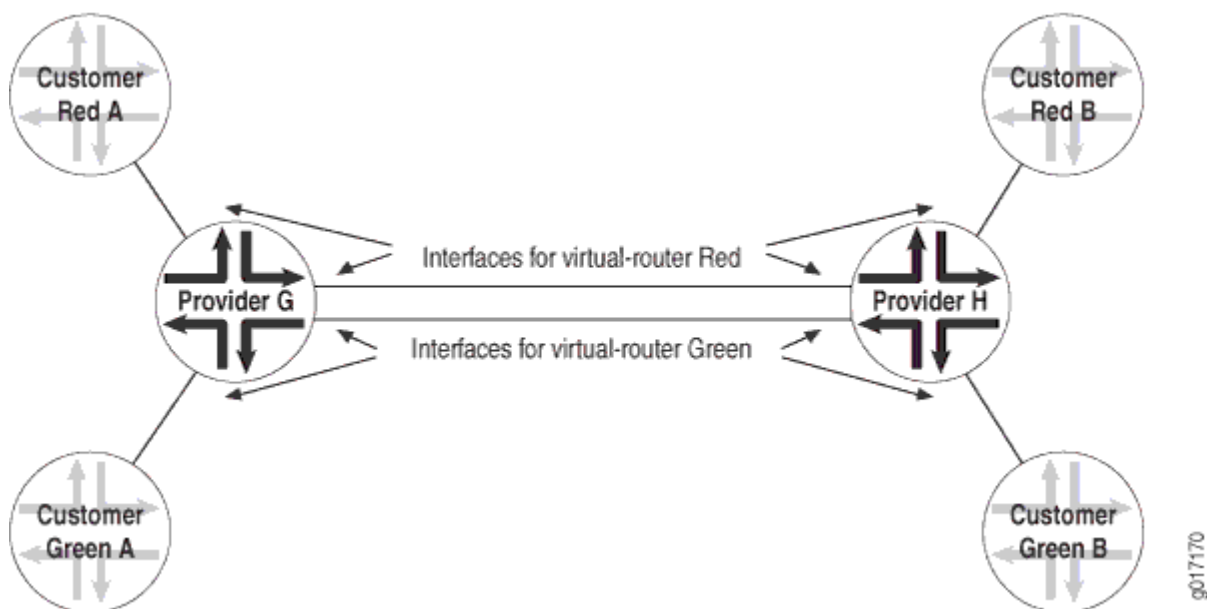 Customer
Red A
Customer
Red B
Interfaces for virtual-router Red
Provider G
Provider H
Interfaces for virtual-router Green
Customer
Green A
Customer
Green B
g017170